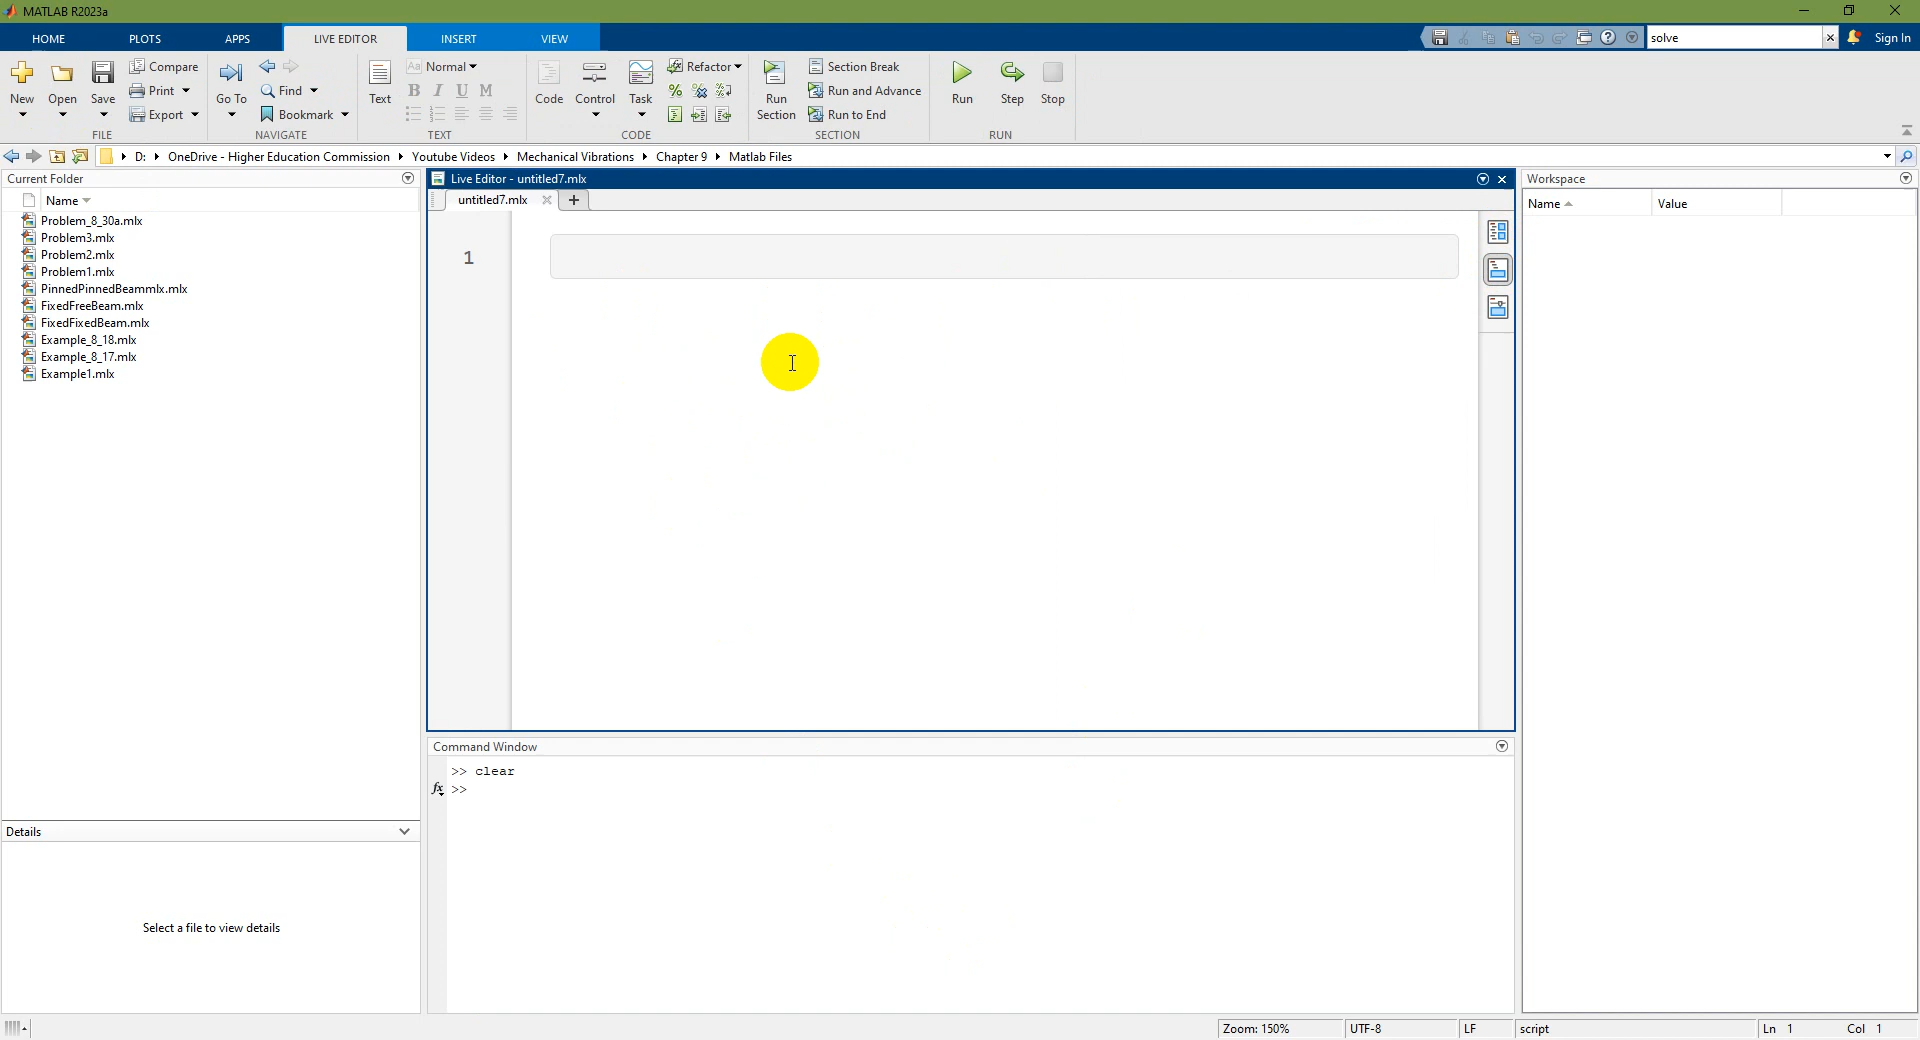 MATLAB R2023a
HOME PLOTS APPS LIVE EDITOR INSERT VIEW solve Sign In
New Open Save Compare Print Export FILE
Go To Find Bookmark NAVIGATE
Text Normal B I U M TEXT
Code Control Task Refactor CODE
Run Section Section Break Run and Advance Run to End SECTION
Run Step Stop RUN
D: OneDrive - Higher Education Commission Youtube Videos Mechanical Vibrations Chapter 9 Matlab Files
Current Folder
Name
Problem_8_30a.mlx
Problem3.mlx
Problem2.mlx
Problem1.mlx
PinnedPinnedBeammlx.mlx
FixedFreeBeam.mlx
FixedFixedBeam.mlx
Example_8_18.mlx
Example_8_17.mlx
Example1.mlx
Details
Select a file to view details
Live Editor - untitled7.mlx
untitled7.mlx +
1
Command Window
>> clear
fx >>
Workspace
Name Value
Zoom: 150% UTF-8 LF script Ln 1 Col 1